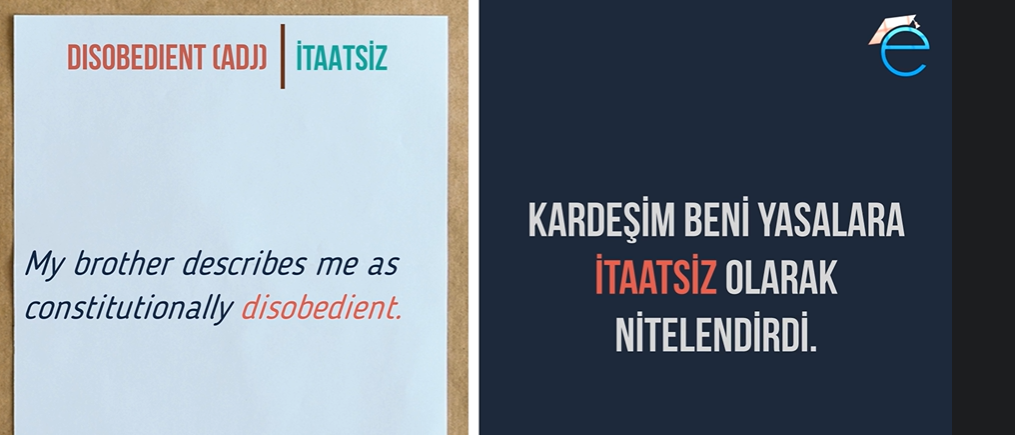 DISOBEDIENT (ADJ) | İTAATSİZ
My brother describes me as
constitutionally disobedient.
e
KARDEŞİM BENİ YASALARA
İTAATSİZ OLARAK
NİTELENDİRDİ.